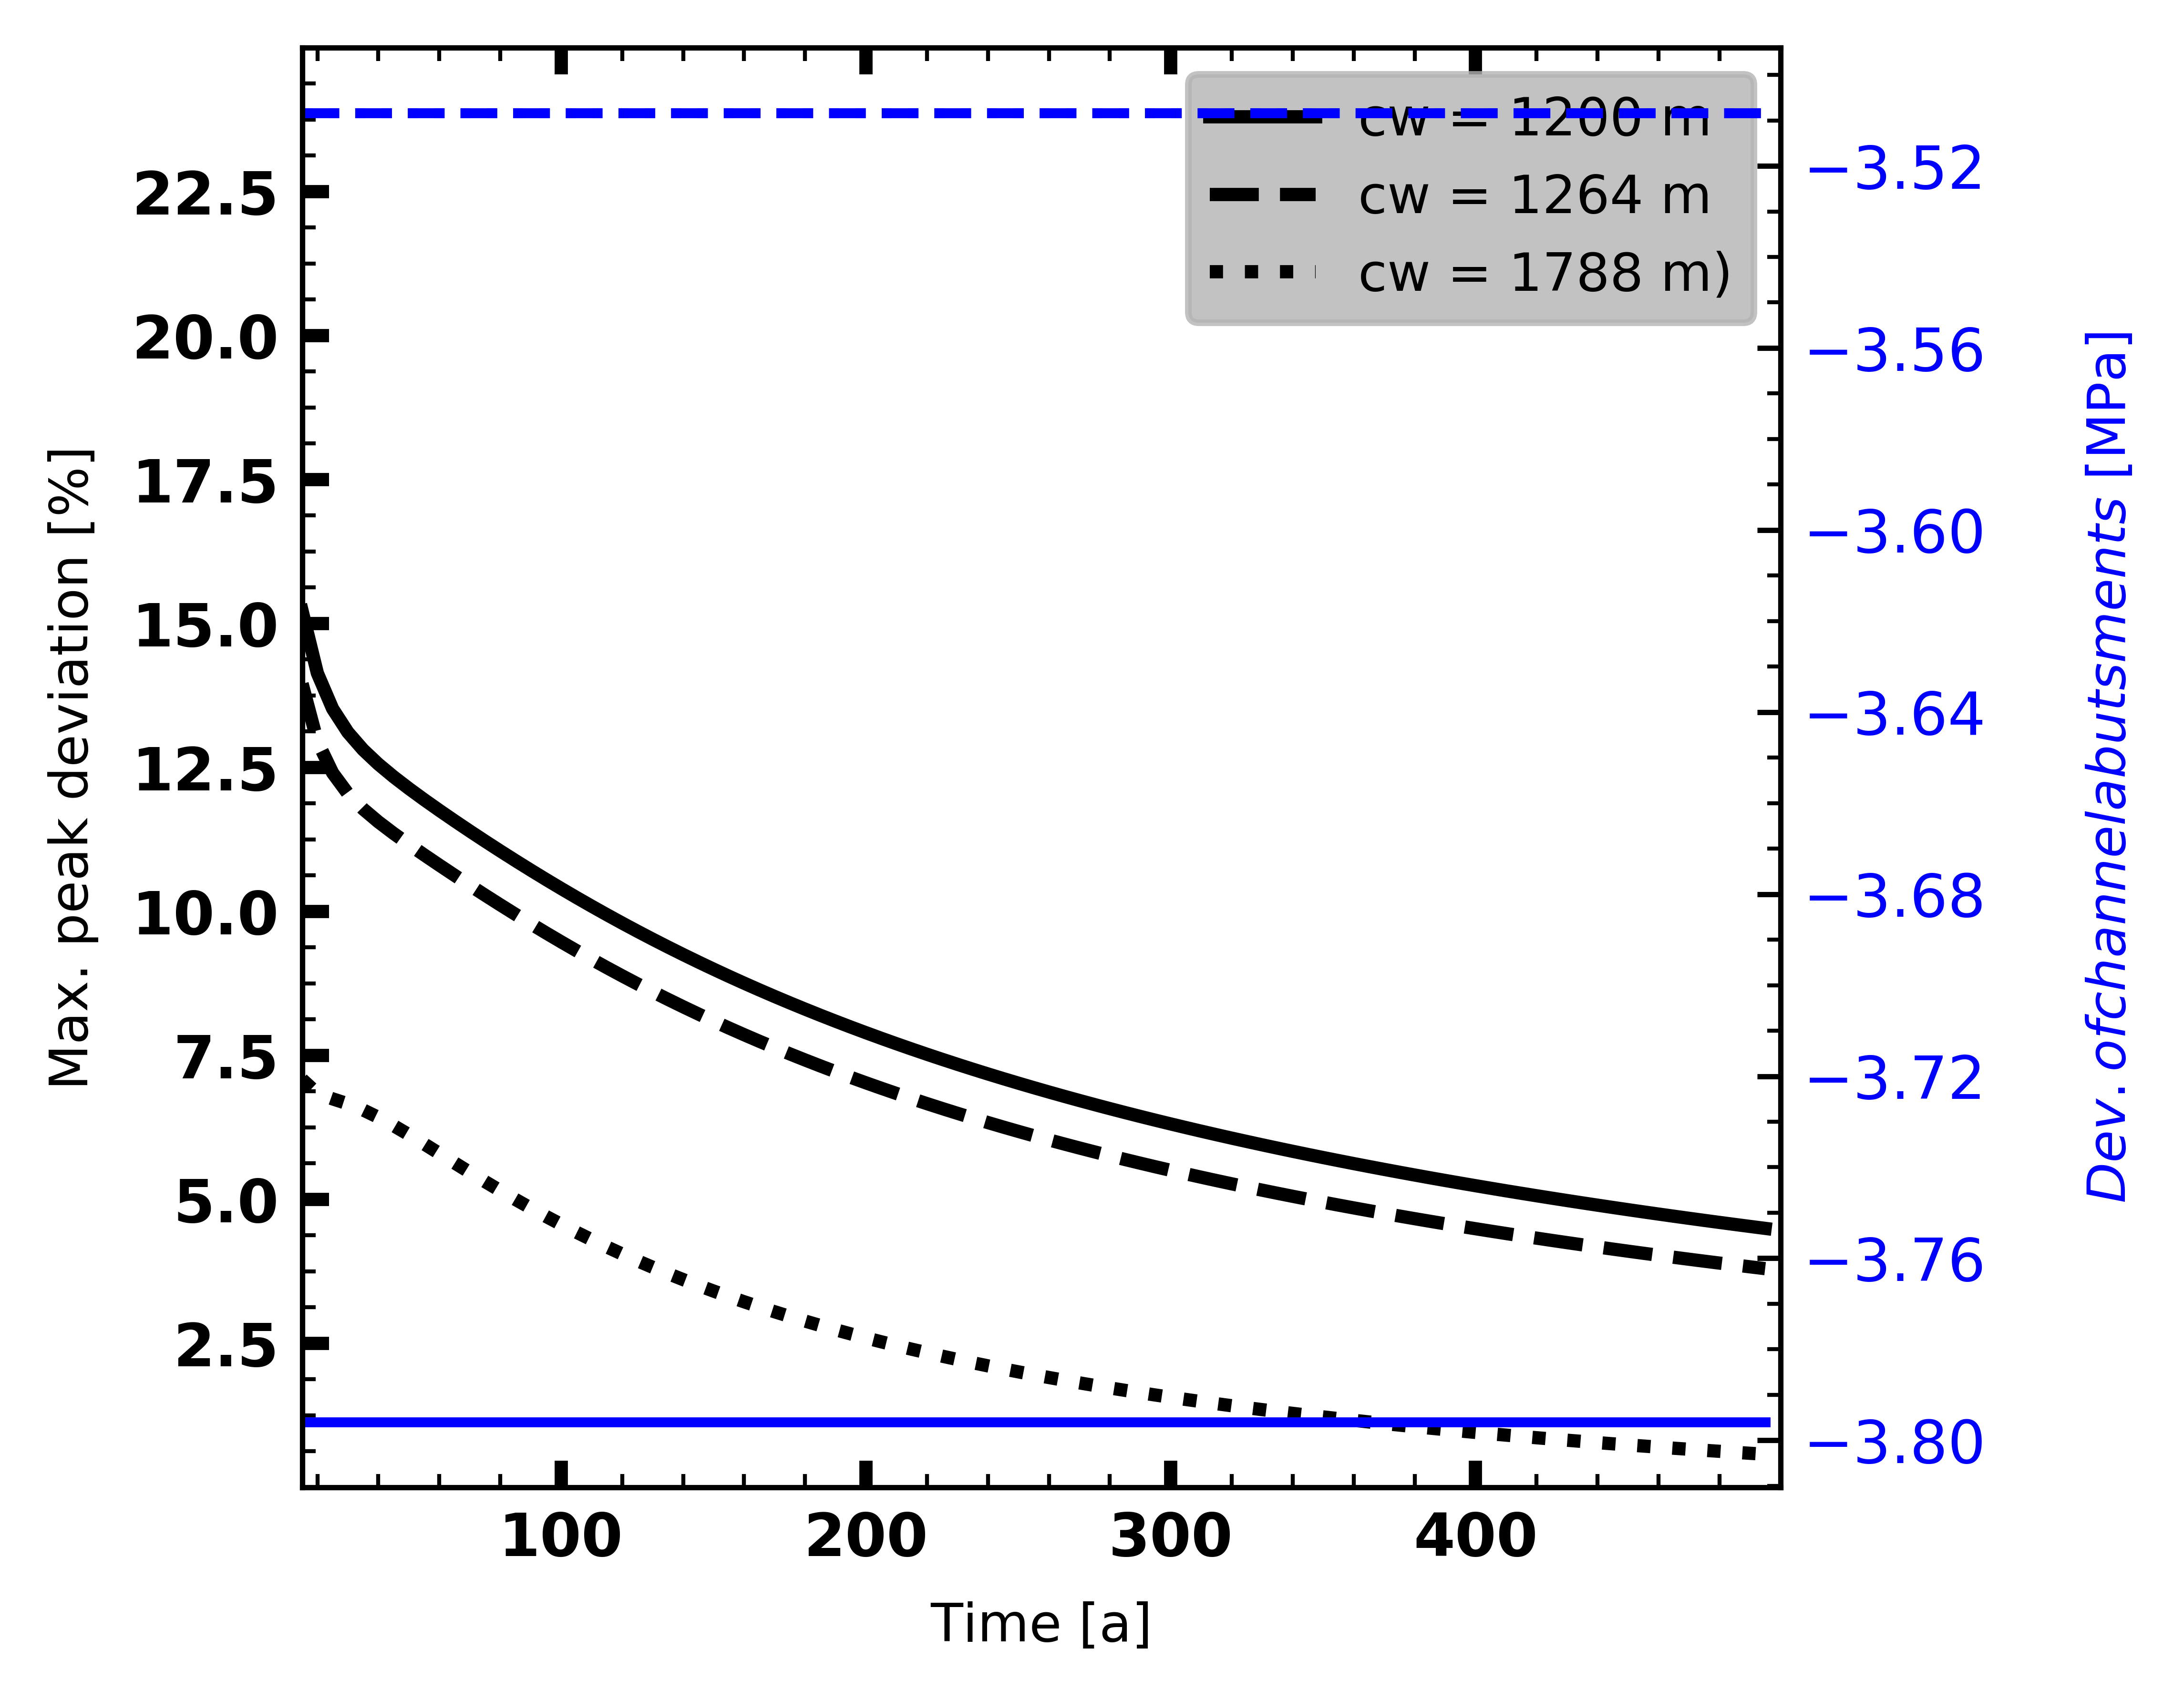 cw = 1200 m
cw = 1264 m
cw = 1788 m)
22.5
20.0
17.5
15.0
12.5
10.0
7.5
5.0
2.5
Max. peak deviation [%]
100 200 300 400
Time [a]
−3.52
−3.56
−3.60
−3.64
−3.68
−3.72
−3.76
−3.80
Dev.ofchannelabutsments [MPa]